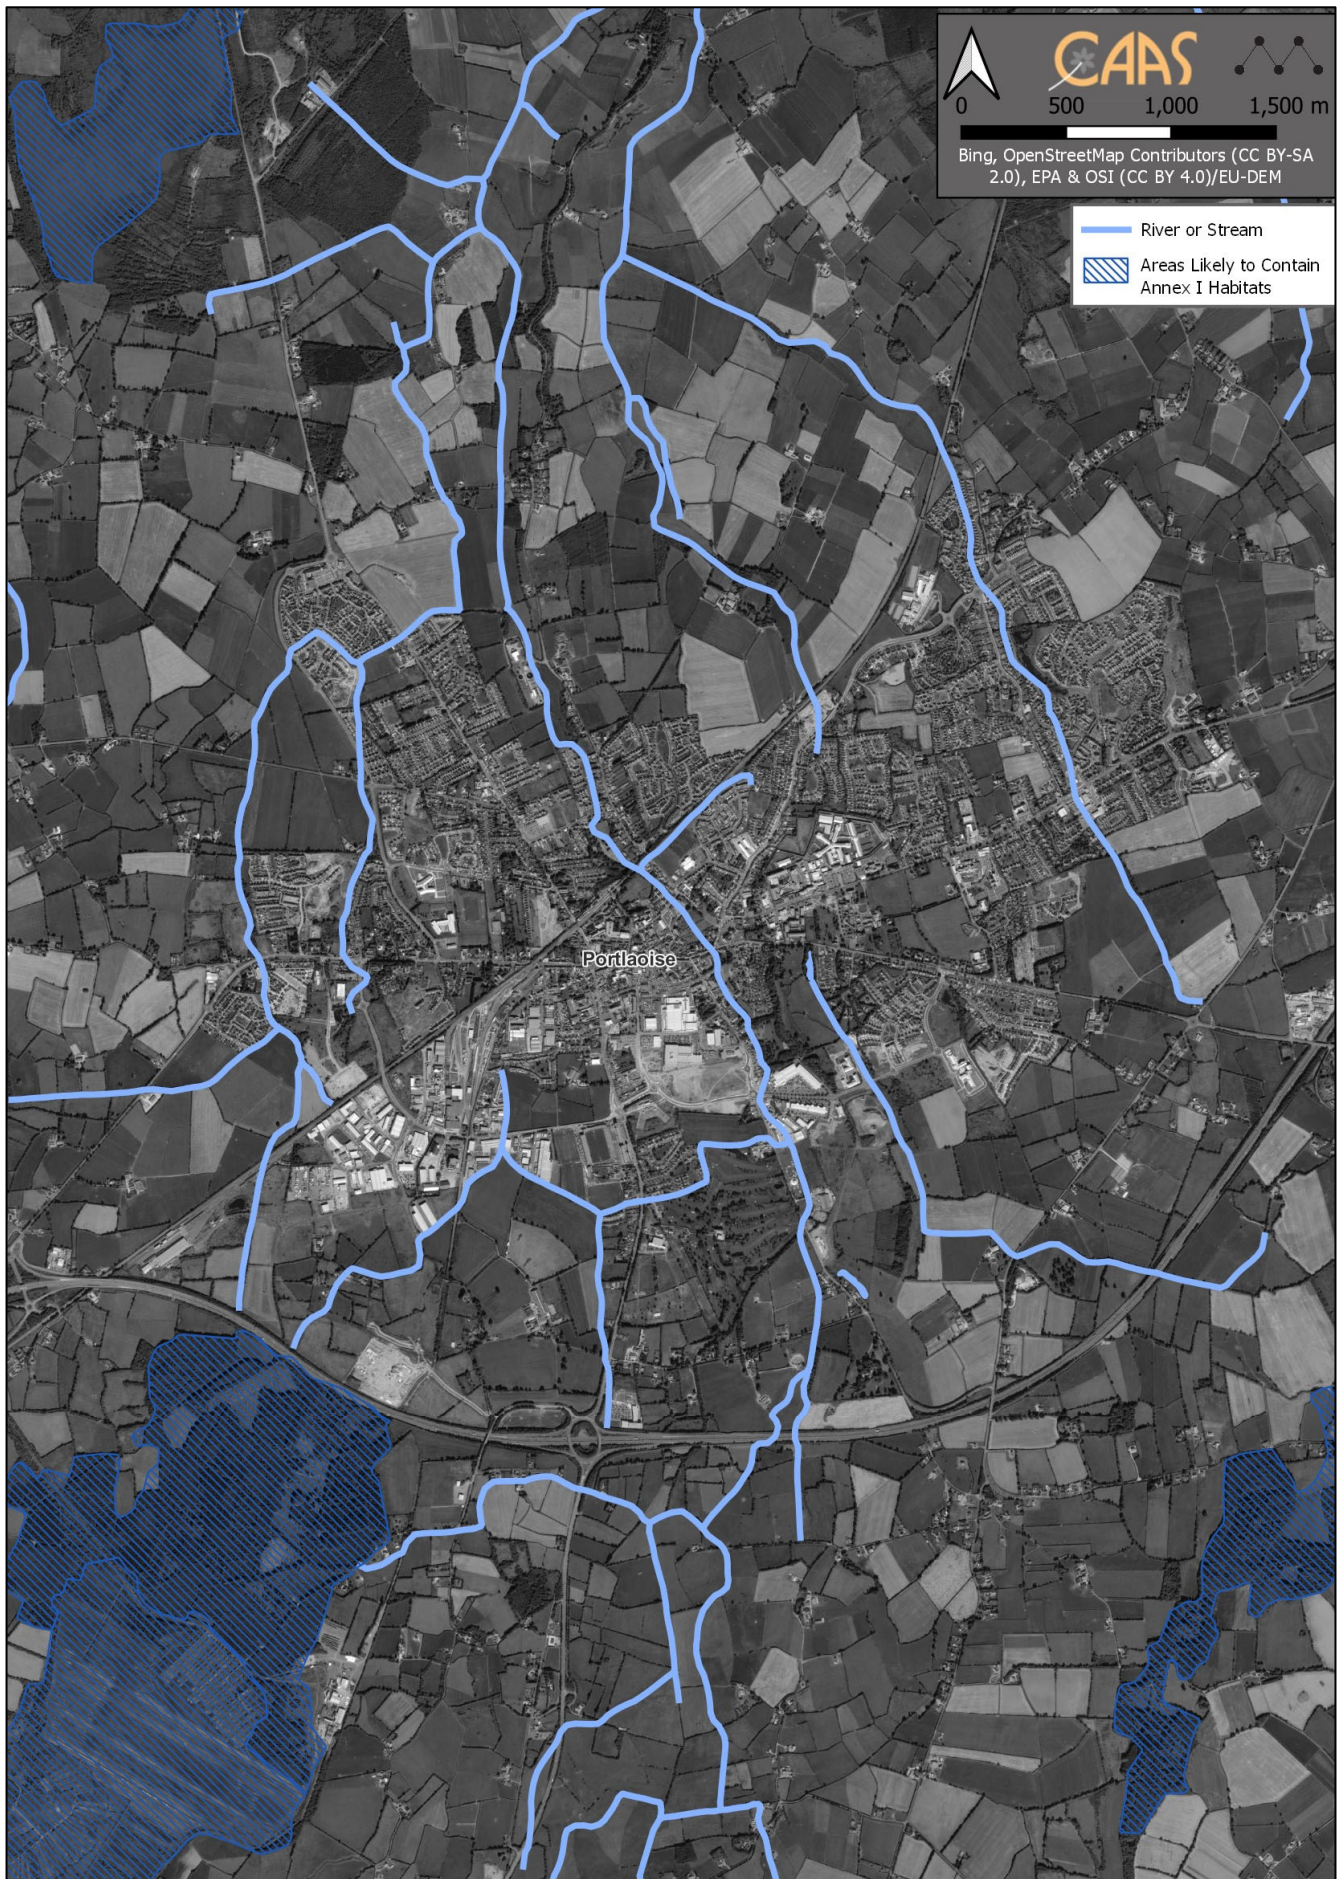 CAAS
0 500 1,000 1,500 m
Bing, OpenStreetMap Contributors (CC BY-SA
2.0), EPA & OSI (CC BY 4.0)/EU-DEM
River or Stream
Areas Likely to Contain
Annex I Habitats
Portlaoise